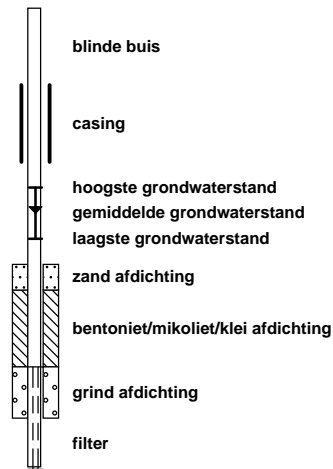 blinde buis
casing
hoogste grondwaterstand
gemiddelde grondwaterstand
laagste grondwaterstand
zand afdichting
bentoniet/mikoliet/klei afdichting
grind afdichting
filter